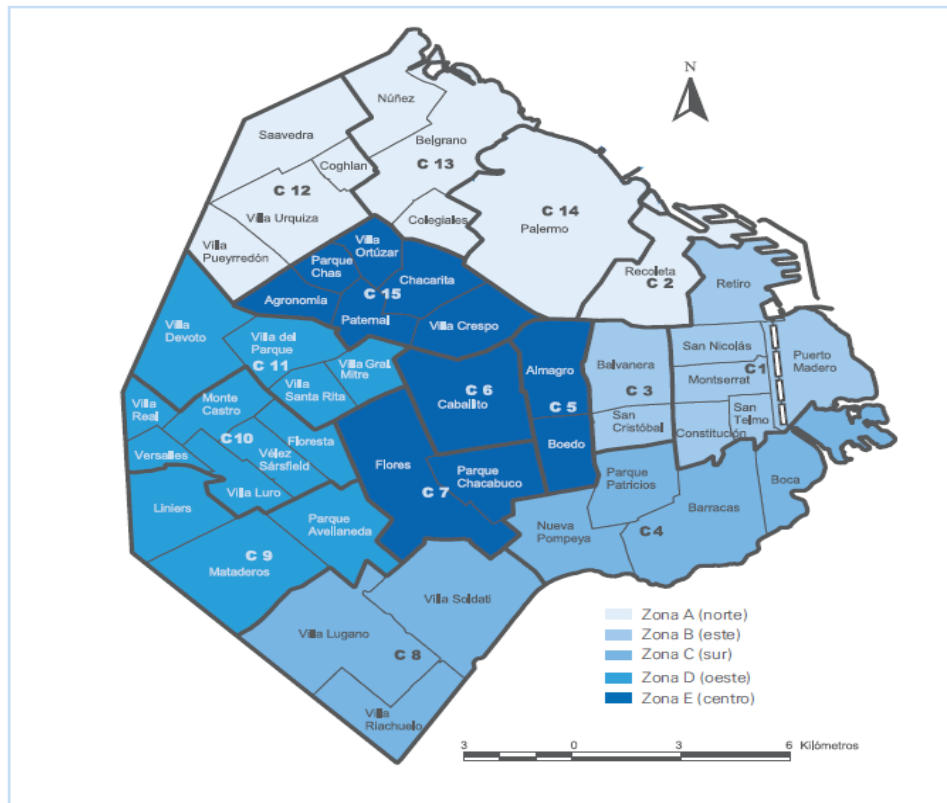 N
Núñez
Saavedra
Belgrano
Coghlan
C 13
C 12
Villa Urquiza
Colegiales
C 14
Palermo
Villa
Pueyrredón
Villa
Ortúzar
Parque
Chas
Chacarita
Recoleta
C 2
Retiro
Agronomía
C 15
Paternal
Villa Crespo
Villa
Devoto
Villa del
Parque
C 11
Villa Gral.
Mitre
Villa
Santa Rita
Almagro
Balvanera
San Nicolás
C 1
Montserrat
Puerto
Madero
C 6
Caballito
C 5
C 3
San
Cristóbal
Constitución
San
Telmo
Villa
Real
Monte
Castro
C10
Floresta
Vélez
Sársfield
Versalles
Villa Luro
Boedo
Flores
C 7
Parque
Chacabuco
Parque
Patricios
Boca
Barracas
Liniers
Parque
Avellaneda
Nueva
Pompeya
C 4
C 9
Mataderos
Villa Soldati
Villa Lugano
C 8
Villa
Riachuelo
Zona A (norte)
Zona B (este)
Zona C (sur)
Zona D (oeste)
Zona E (centro)
3 0 3 6 Kilómetros